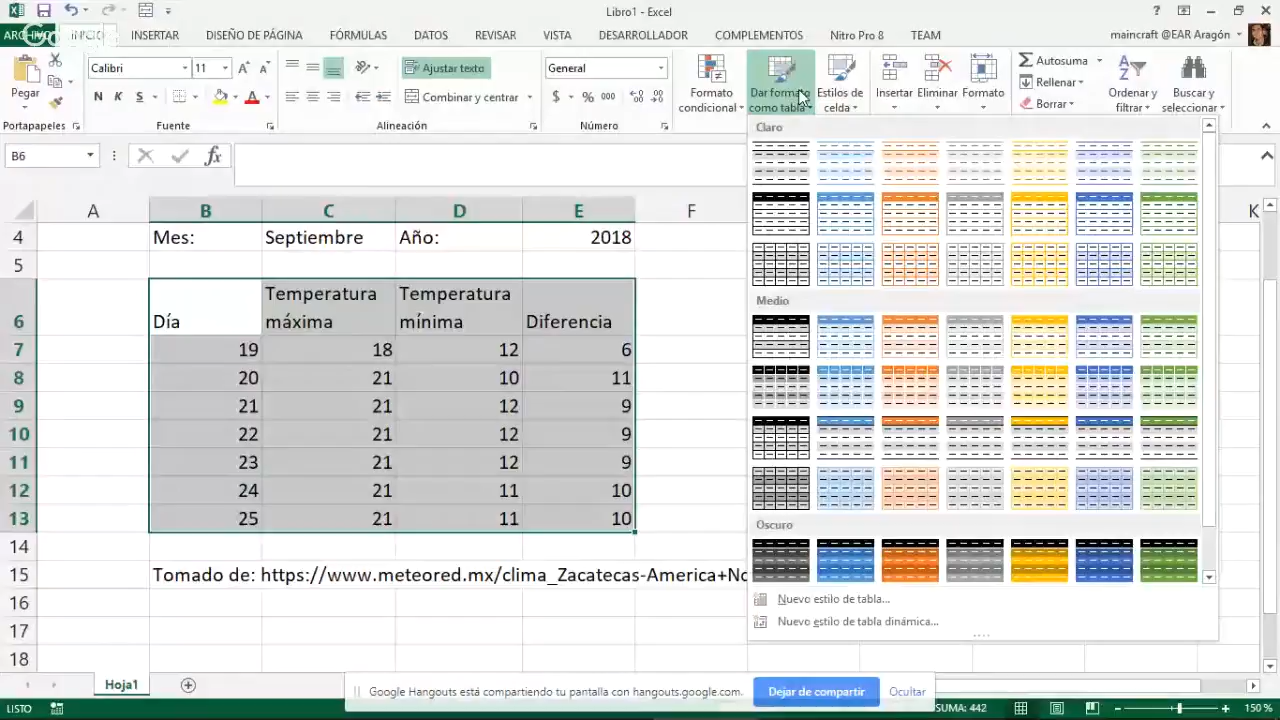 Libro1 - Excel
INSERTAR DISEÑO DE PÁGINA FÓRMULAS DATOS REVISAR VISTA DESARROLLADOR COMPLEMENTOS Nitro Pro 8 TEAM maincraft @EAR Aragón
Calibri 11 Ajustar texto General
Autosuma
Rellenar
Borrar
Pegar
N K S
Combinar y centrar
$ % 000
Formato condicional
Dar formato como tabla
Estilos de celda
Insertar
Eliminar
Formato
Ordenar y filtrar
Buscar y seleccionar
Portapapeles Fuente Alineación Número
B6
fx
Claro
Medio
Oscuro
Nuevo estilo de tabla...
Nuevo estilo de tabla dinámica...
A B C D E F K
4 Mes: Septiembre Año: 2018
5
6 Día Temperatura máxima Temperatura mínima Diferencia
7 19 18 12 6
8 20 21 10 11
9 21 21 12 9
10 22 21 12 9
11 23 21 12 9
12 24 21 11 10
13 25 21 11 10
14
15 Tomado de: https://www.meteored.mx/clima_Zacatecas-America+No
16
17
18
Hoja1
Google Hangouts está compartiendo tu pantalla con hangouts.google.com. Dejar de compartir Ocultar
LISTO SUMA: 442 150 %